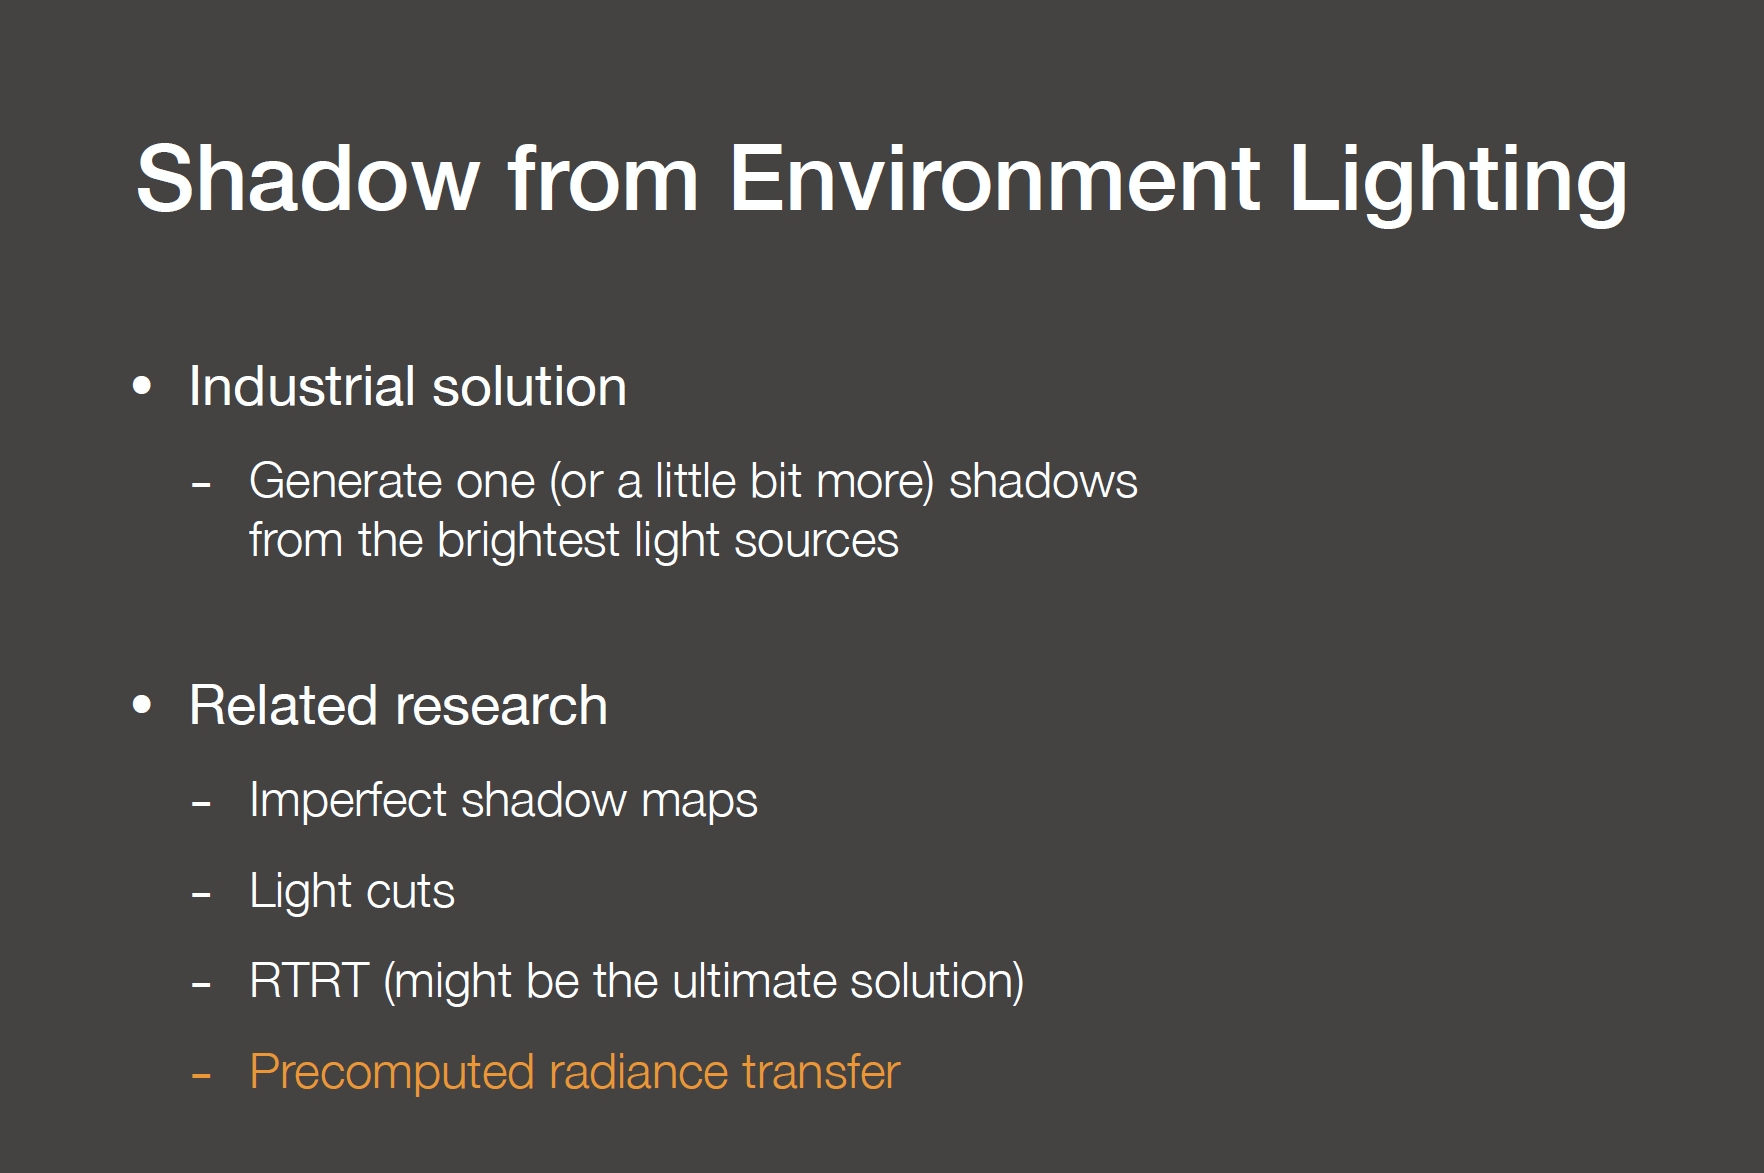 Shadow from Environment Lighting
• Industrial solution
- Generate one (or a little bit more) shadows
from the brightest light sources
• Related research
- Imperfect shadow maps
- Light cuts
- RTRT (might be the ultimate solution)
- Precomputed radiance transfer